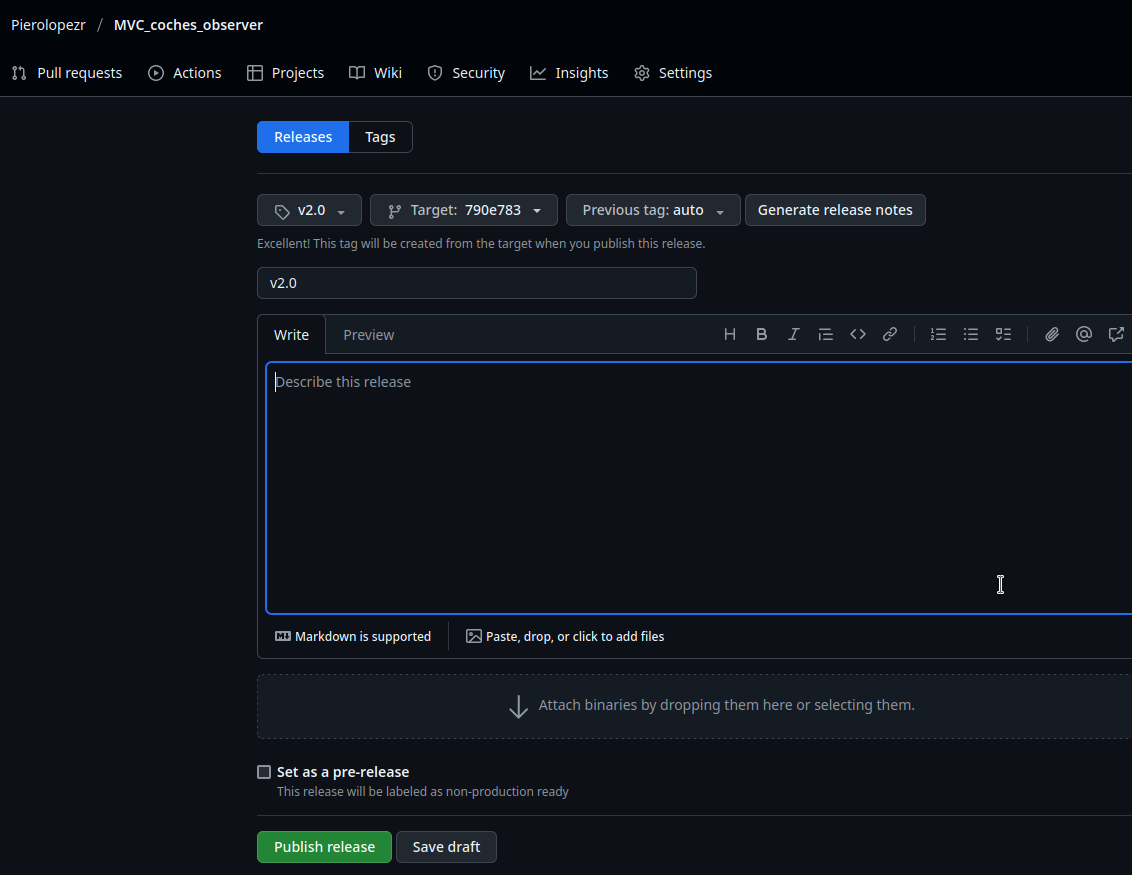 Pierolopezr / MVC_coches_observer
Pull requests Actions Projects Wiki Security Insights Settings
Releases Tags
v2.0 Target: 790e783 Previous tag: auto Generate release notes
Excellent! This tag will be created from the target when you publish this release.
v2.0
Write Preview
Describe this release
Markdown is supported Paste, drop, or click to add files
Attach binaries by dropping them here or selecting them.
Set as a pre-release
This release will be labeled as non-production ready
Publish release Save draft